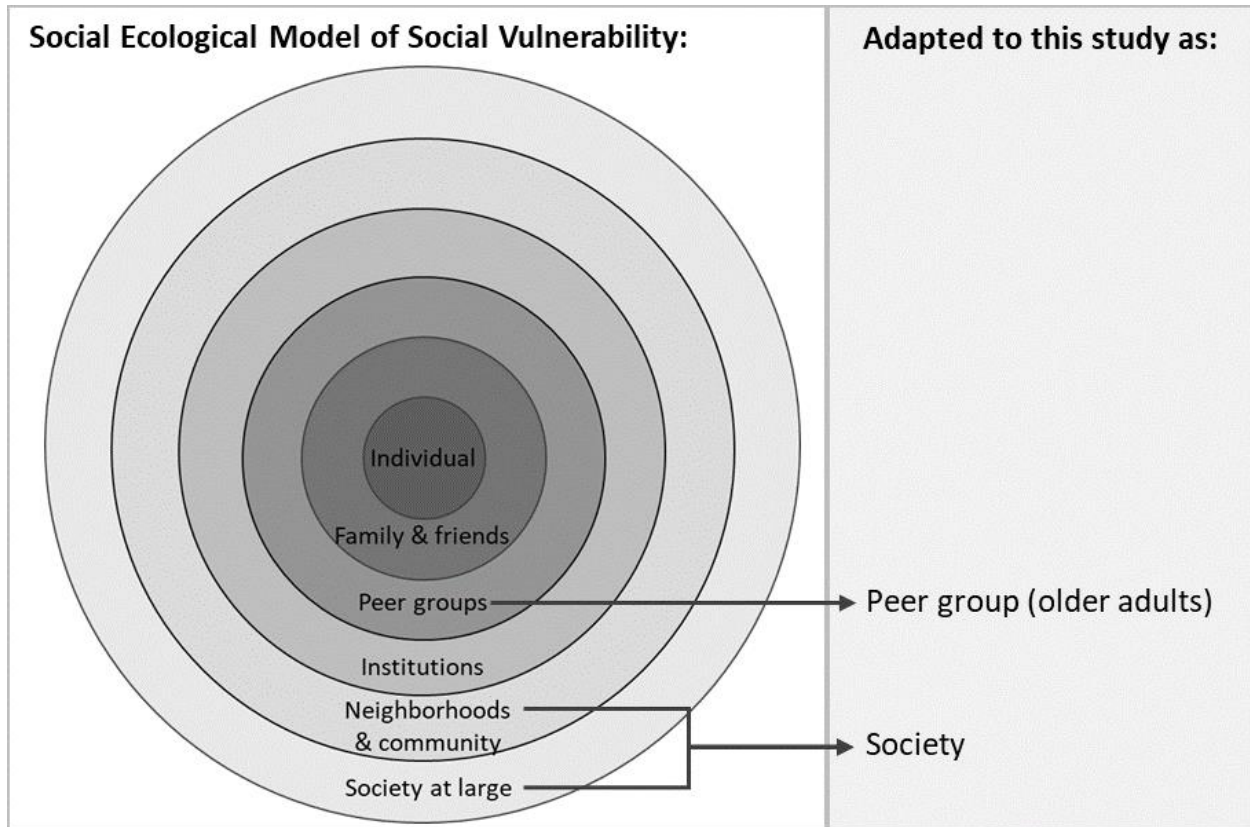 Social Ecological Model of Social Vulnerability:
Adapted to this study as:
Individual
Family & friends
Peer groups
Peer group (older adults)
Institutions
Neighborhoods
& community
Society
Society at large